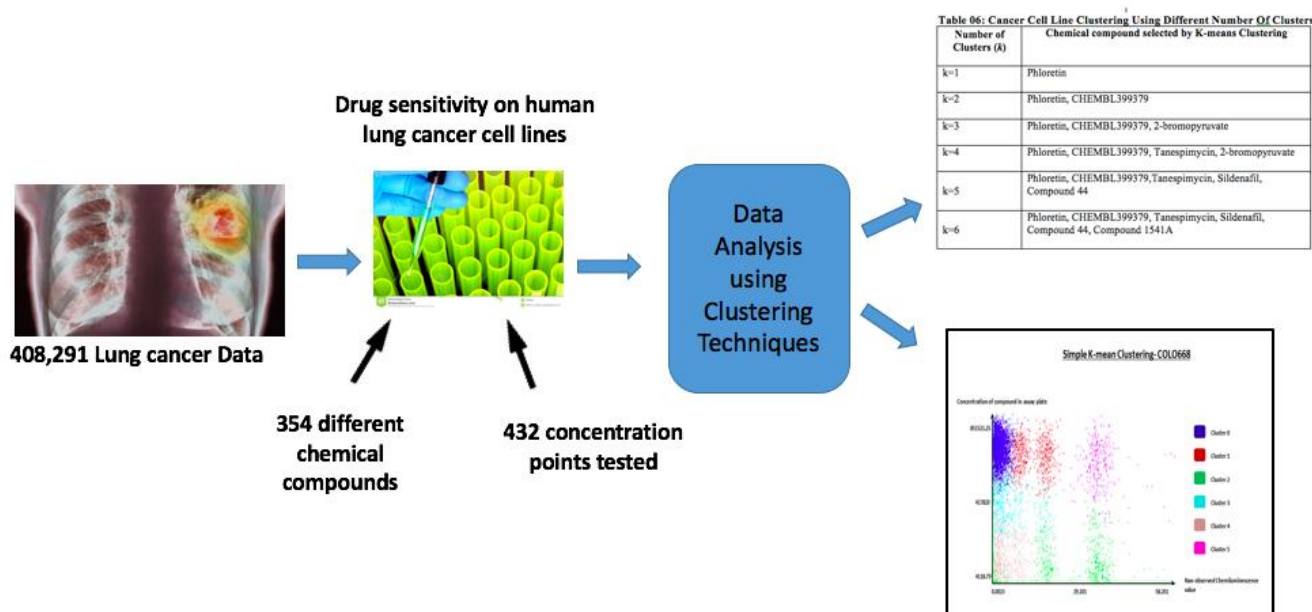 Table 06: Cancer Cell Line Clustering Using Different Number Of Clusters
Number of Clusters (k)
Chemical compound selected by K-means Clustering
k=1
Phloretin
k=2
Phloretin, CHEMBL399379
k=3
Phloretin, CHEMBL399379, 2-bromopyruvate
k=4
Phloretin, CHEMBL399379, Tanespimycin, 2-bromopyruvate
k=5
Phloretin, CHEMBL399379,Tanespimycin, Sildenafil,
Compound 44
k=6
Phloretin, CHEMBL399379, Tanespimycin, Sildenafil,
Compound 44, Compound 1541A
Drug sensitivity on human
lung cancer cell lines
408,291 Lung cancer Data
354 different
chemical
compounds
432 concentration
points tested
Data
Analysis
using
Clustering
Techniques
Simple K-mean Clustering- COLO668
Concentration of compound in assay plate
Cluster 1
Cluster 2
Cluster 3
Cluster 4
Cluster 5
Raw observed Chemiluminescence
value